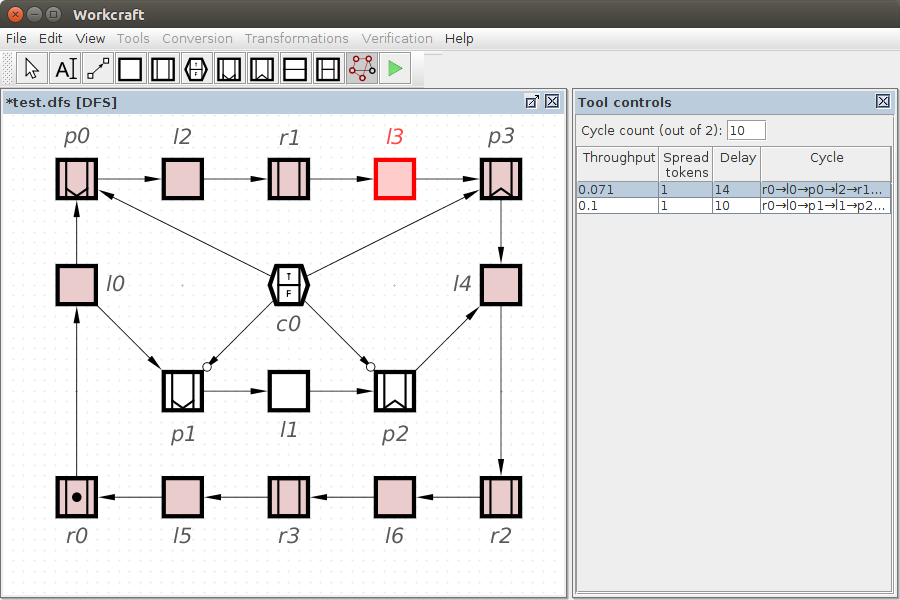 Workcraft
File Edit View Tools Conversion Transformations Verification Help
*test.dfs [DFS]
p0 l2 r1 l3 p3
l0 T F c0 l4
p1 l1 p2
r0 l5 r3 l6 r2
Tool controls
Cycle count (out of 2): 10
Throughput Spread tokens Delay Cycle
0.071 1 14 r0→l0→p0→l2→r1...
0.1 1 10 r0→l0→p1→l1→p2...